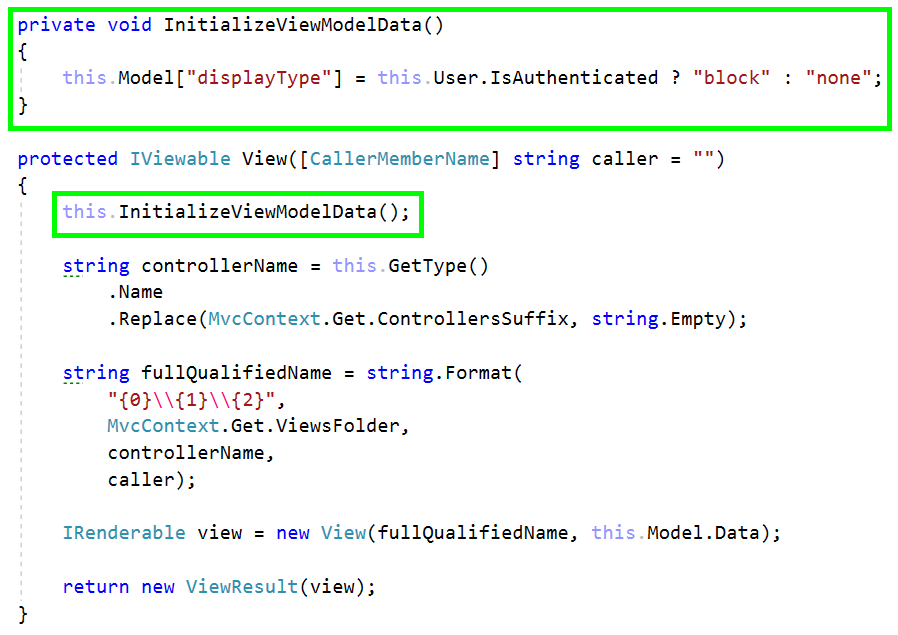 private void InitializeViewModelData()
{
    this.Model["displayType"] = this.User.IsAuthenticated ? "block" : "none";
}
protected IViewable View([CallerMemberName] string caller = "")
{
    this.InitializeViewModelData();
    string controllerName = this.GetType()
        .Name
        .Replace(MvcContext.Get.ControllersSuffix, string.Empty);
    string fullQualifiedName = string.Format(
        "{0}\\{1}\\{2}",
        MvcContext.Get.ViewsFolder,
        controllerName,
        caller);
    IRenderable view = new View(fullQualifiedName, this.Model.Data);
    return new ViewResult(view);
}